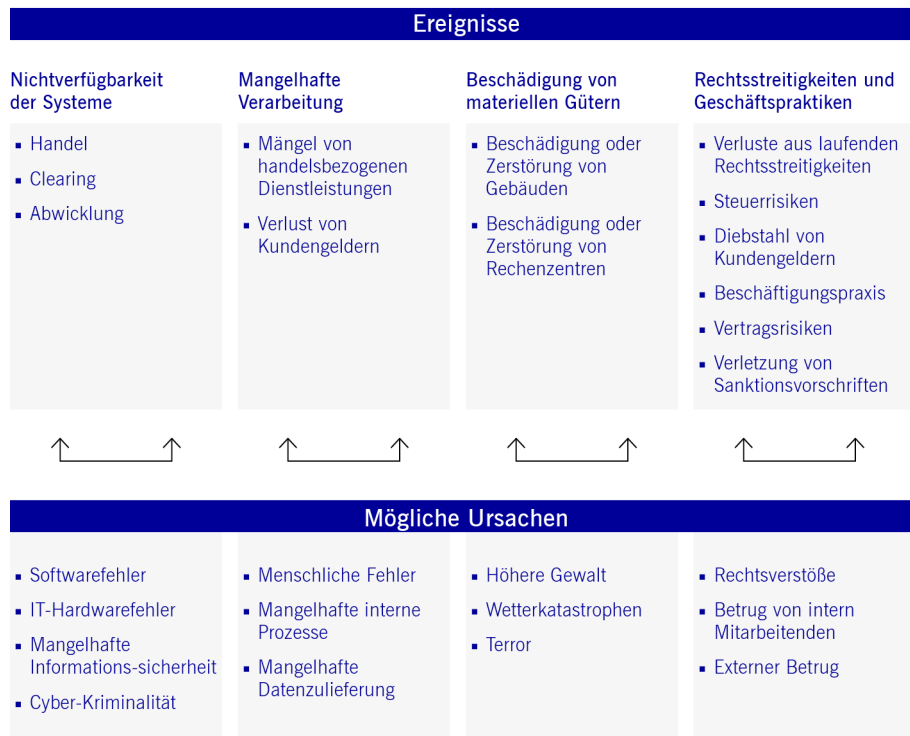 Ereignisse
Nichtverfügbarkeit
der Systeme
Handel
Clearing
Abwicklung
Mangelhafte
Verarbeitung
Mängel von
handelsbezogenen
Dienstleistungen
Verlust von
Kundengeldern
Beschädigung von
materiellen Gütern
Beschädigung oder
Zerstörung von
Gebäuden
Beschädigung oder
Zerstörung von
Rechenzentren
Rechtsstreitigkeiten und
Geschäftspraktiken
Verluste aus laufenden
Rechtsstreitigkeiten
Steuerrisiken
Diebstahl von
Kundengeldern
Beschäftigungspraxis
Vertragsrisiken
Verletzung von
Sanktionsvorschriften
Mögliche Ursachen
Softwarefehler
IT-Hardwarefehler
Mangelhafte
Informations-sicherheit
Cyber-Kriminalität
Menschliche Fehler
Mangelhafte interne
Prozesse
Mangelhafte
Datenzulieferung
Höhere Gewalt
Wetterkatastrophen
Terror
Rechtsverstöße
Betrug von intern
Mitarbeitenden
Externer Betrug